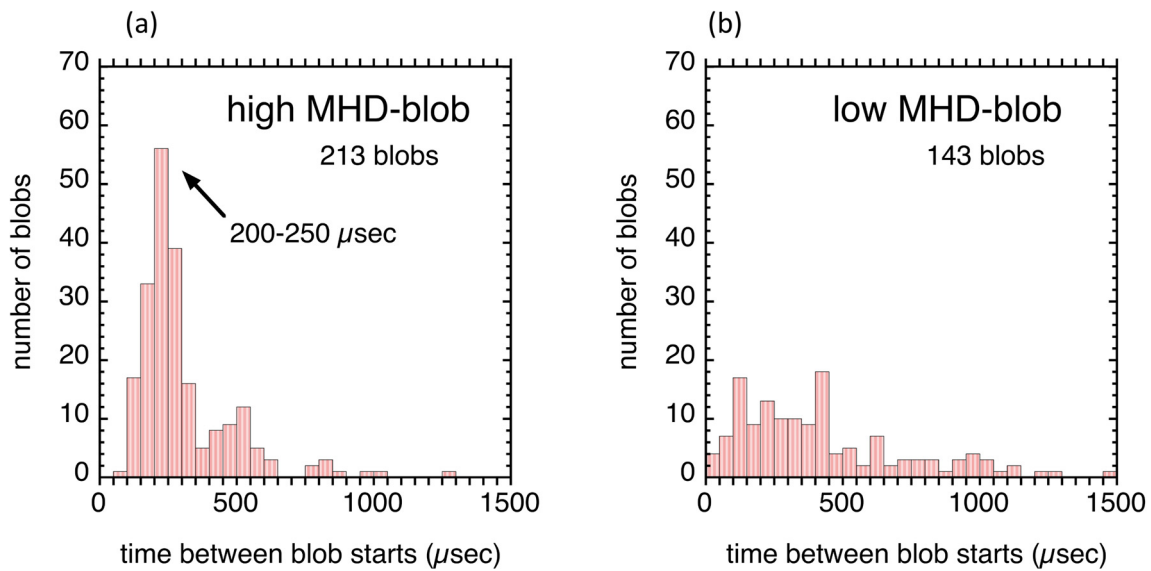 (a)
(b)
70
60
50
40
30
20
10
0
number of blobs
high MHD-blob
213 blobs
200-250 µsec
0
500
1000
1500
time between blob starts (µsec)
70
60
50
40
30
20
10
0
number of blobs
low MHD-blob
143 blobs
0
500
1000
1500
time between blob starts (µsec)